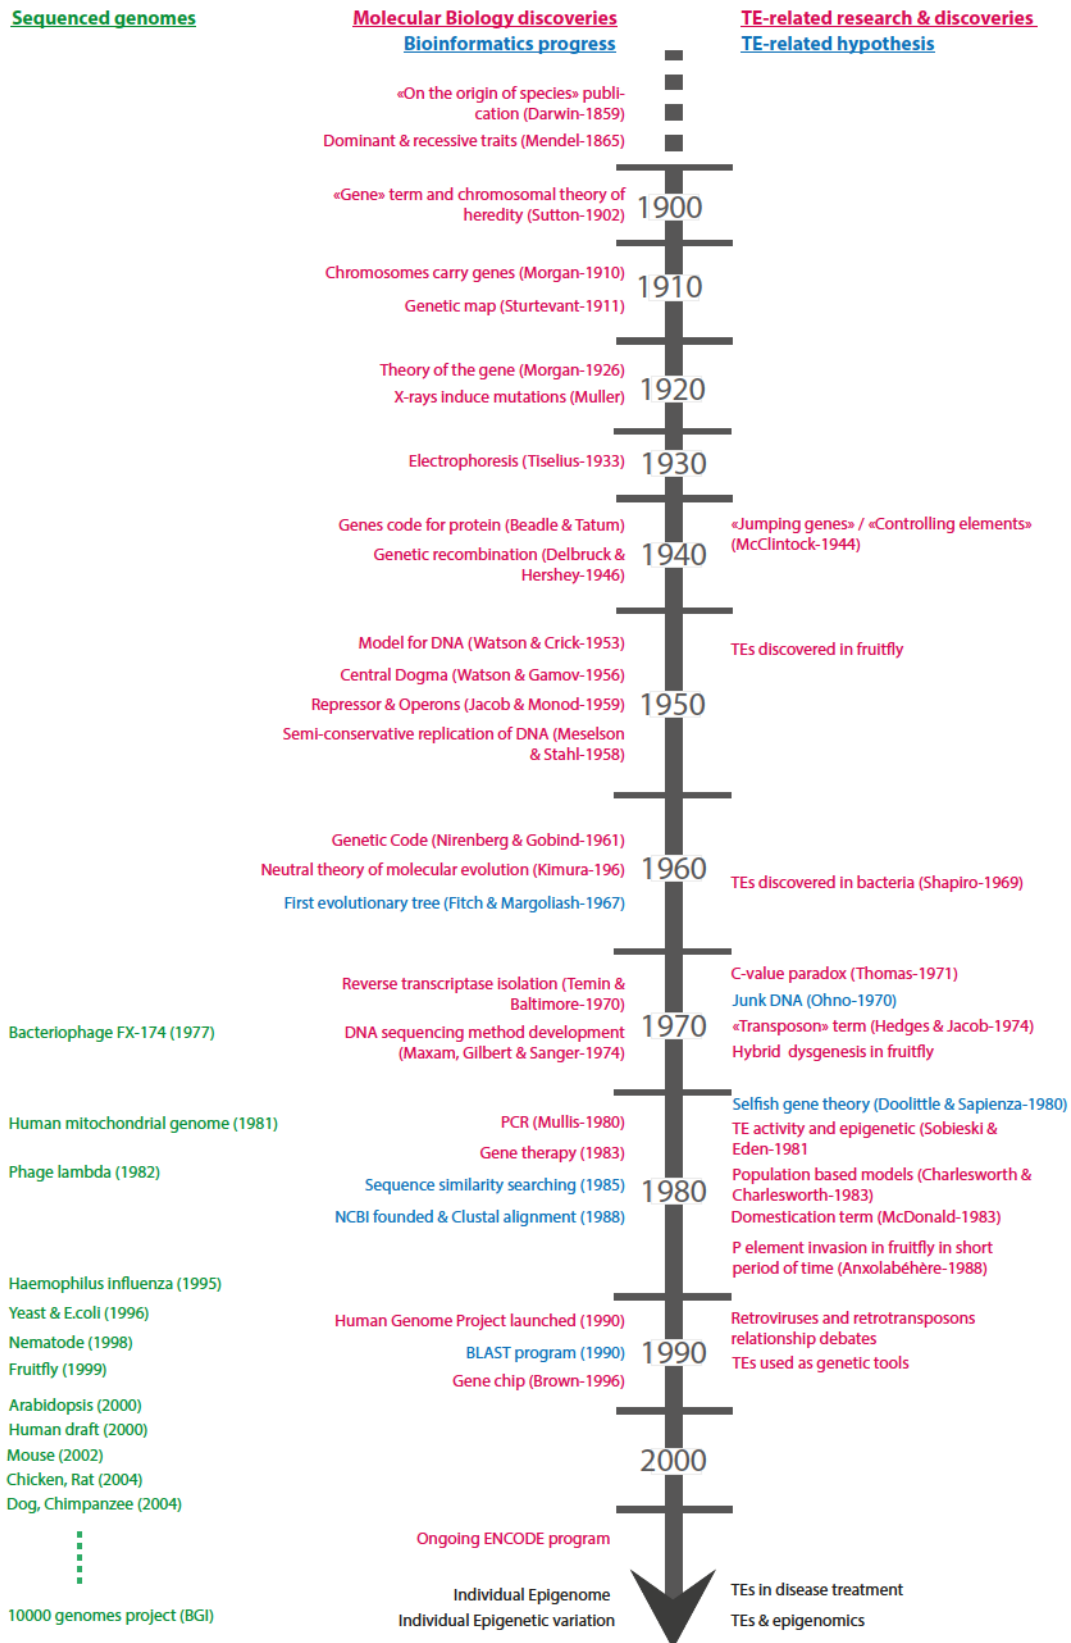 Sequenced genomes
Molecular Biology discoveries
Bioinformatics progress
TE-related research & discoveries
TE-related hypothesis
«On the origin of species» publi-
cation (Darwin-1859)
Dominant & recessive traits (Mendel-1865)
«Gene» term and chromosomal theory of
heredity (Sutton-1902)
1900
Chromosomes carry genes (Morgan-1910)
Genetic map (Sturtevant-1911)
1910
Theory of the gene (Morgan-1926)
X-rays induce mutations (Muller)
1920
Electrophoresis (Tiselius-1933)
1930
Genes code for protein (Beadle & Tatum)
Genetic recombination (Delbruck &
Hershey-1946)
1940
«Jumping genes» / «Controlling elements»
(McClintock-1944)
Model for DNA (Watson & Crick-1953)
Central Dogma (Watson & Gamov-1956)
Repressor & Operons (Jacob & Monod-1959)
Semi-conservative replication of DNA (Meselson
& Stahl-1958)
1950
TEs discovered in fruitfly
Genetic Code (Nirenberg & Gobind-1961)
Neutral theory of molecular evolution (Kimura-196)
First evolutionary tree (Fitch & Margoliash-1967)
1960
TEs discovered in bacteria (Shapiro-1969)
Bacteriophage FX-174 (1977)
Reverse transcriptase isolation (Temin &
Baltimore-1970)
DNA sequencing method development
(Maxam, Gilbert & Sanger-1974)
1970
C-value paradox (Thomas-1971)
Junk DNA (Ohno-1970)
«Transposon» term (Hedges & Jacob-1974)
Hybrid dysgenesis in fruitfly
Human mitochondrial genome (1981)
Phage lambda (1982)
PCR (Mullis-1980)
Gene therapy (1983)
Sequence similarity searching (1985)
NCBI founded & Clustal alignment (1988)
1980
Selfish gene theory (Doolittle & Sapienza-1980)
TE activity and epigenetic (Sobieski &
Eden-1981
Population based models (Charlesworth &
Charlesworth-1983)
Domestication term (McDonald-1983)
P element invasion in fruitfly in short
period of time (Anxolabéhère-1988)
Haemophilus influenza (1995)
Yeast & E.coli (1996)
Nematode (1998)
Fruitfly (1999)
Human Genome Project launched (1990)
BLAST program (1990)
Gene chip (Brown-1996)
1990
Retroviruses and retrotransposons
relationship debates
TEs used as genetic tools
Arabidopsis (2000)
Human draft (2000)
Mouse (2002)
Chicken, Rat (2004)
Dog, Chimpanzee (2004)
2000
Ongoing ENCODE program
10000 genomes project (BGI)
Individual Epigenome
Individual Epigenetic variation
TEs in disease treatment
TEs & epigenomics